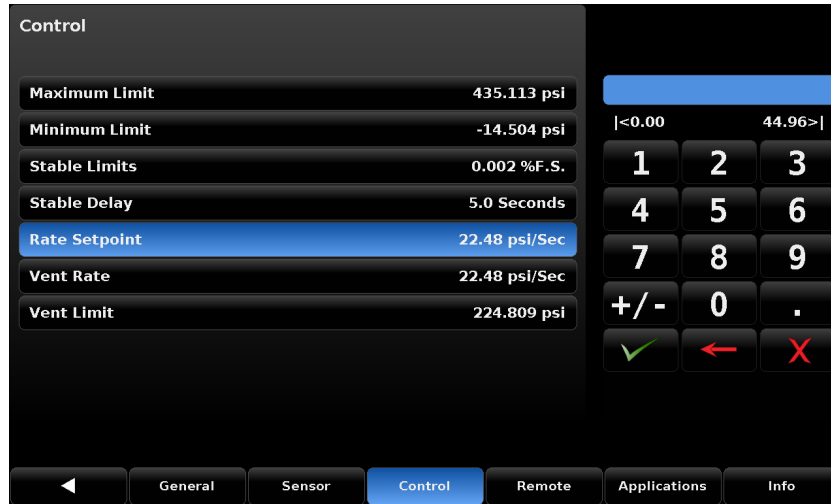 Control
Maximum Limit 435.113 psi
Minimum Limit -14.504 psi
Stable Limits 0.002 %F.S.
Stable Delay 5.0 Seconds
Rate Setpoint 22.48 psi/Sec
Vent Rate 22.48 psi/Sec
Vent Limit 224.809 psi
|<0.00 44.96>|
1 2 3
4 5 6
7 8 9
+/- 0 .
X
General Sensor Control Remote Applications Info